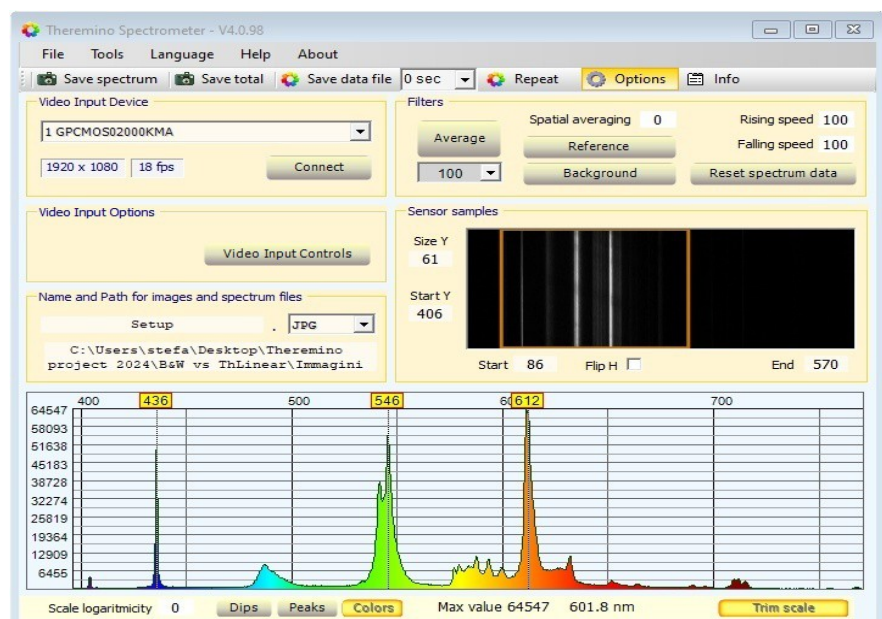 Theremino Spectrometer - V4.0.98
File Tools Language Help About
Save spectrum Save total Save data file 0 sec Repeat Options Info
Video Input Device
1 GPCMOS02000KMA
1920 x 1080 18 fps Connect
Filters
Spatial averaging 0 Rising speed 100
Average Reference Falling speed 100
100 Background Reset spectrum data
Video Input Options
Video Input Controls
Sensor samples
Size Y
61
Start Y
406
Start 86 Flip H End 570
Name and Path for images and spectrum files
Setup . JPG
C:\Users\stefa\Desktop\Theremino
project 2024\B&W vs ThLinear\Immagini
400 436 500 546 60 612 700
64547
58093
51638
45183
38728
32274
25819
19364
12909
6455
Scale logaritmicity 0 Dips Peaks Colors Max value 64547 601.8 nm Trim scale